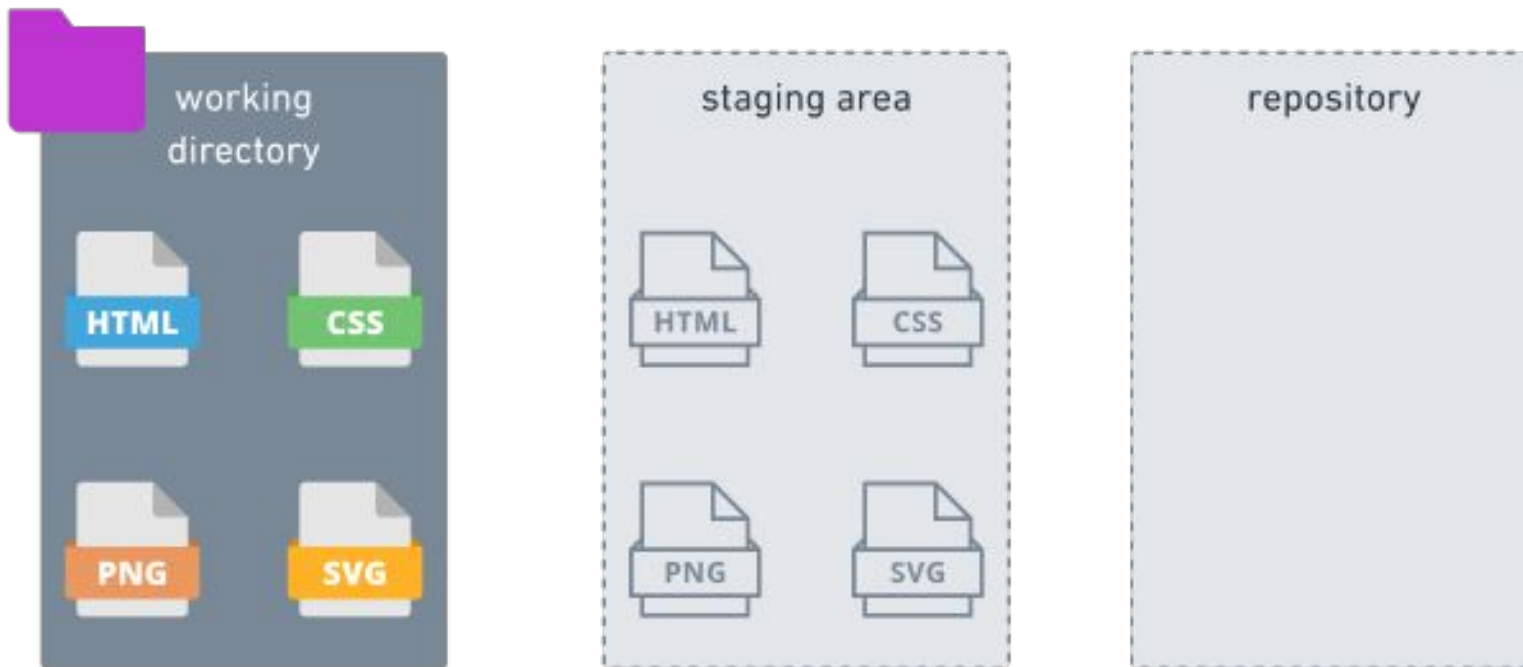 working
directory
HTML
CSS
PNG
SVG
staging area
HTML
CSS
PNG
SVG
repository